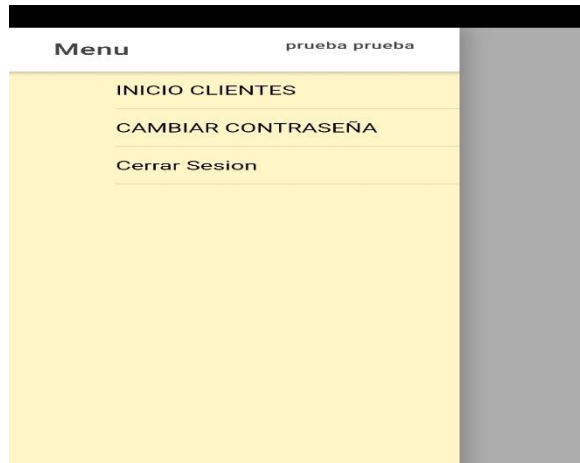 Menu prueba prueba
INICIO CLIENTES
CAMBIAR CONTRASEÑA
Cerrar Sesion